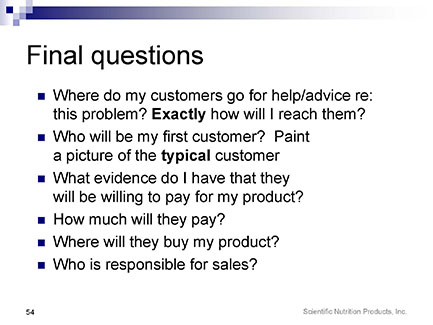 Final questions
Where do my customers go for help/advice re:
this problem? Exactly how will I reach them?
Who will be my first customer? Paint
a picture of the typical customer
What evidence do I have that they
will be willing to pay for my product?
How much will they pay?
Where will they buy my product?
Who is responsible for sales?
54
Scientific Nutrition Products, Inc.